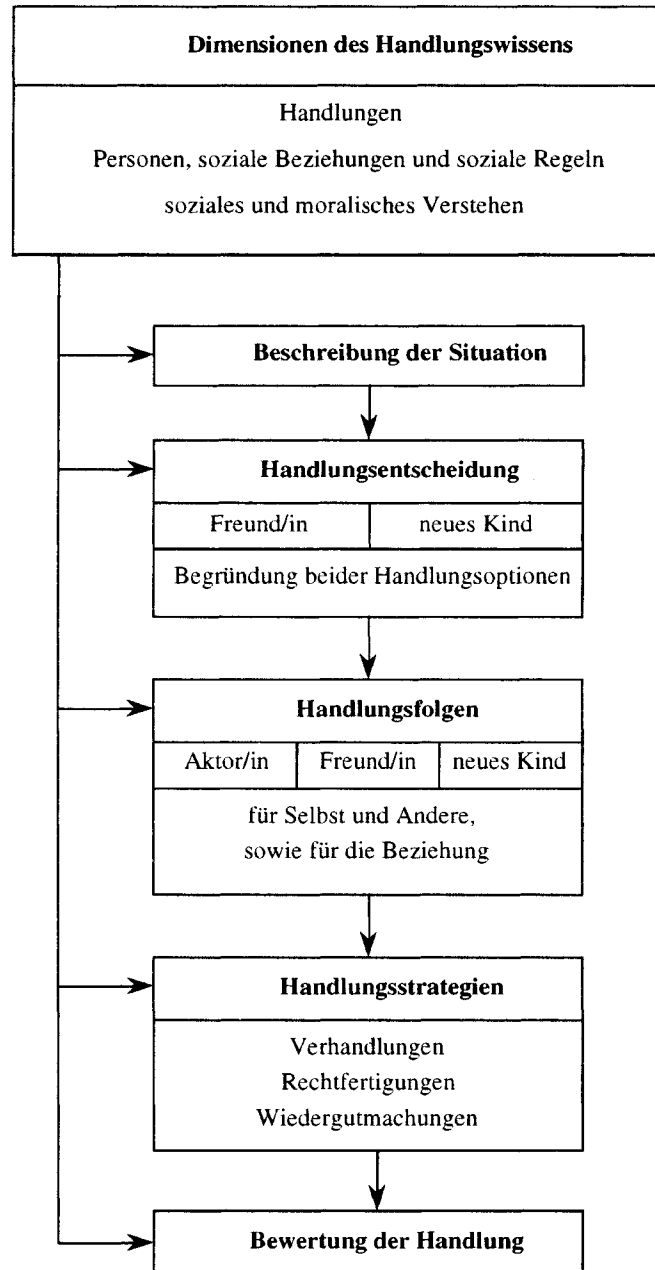 Dimensionen des Handlungswissens
Handlungen
Personen, soziale Beziehungen und soziale Regeln
soziales und moralisches Verstehen
Beschreibung der Situation
Handlungsentscheidung
Freund/in neues Kind
Begründung beider Handlungsoptionen
Handlungsfolgen
Aktor/in Freund/in neues Kind
für Selbst und Andere,
sowie für die Beziehung
Handlungsstrategien
Verhandlungen
Rechtfertigungen
Wiedergutmachungen
Bewertung der Handlung